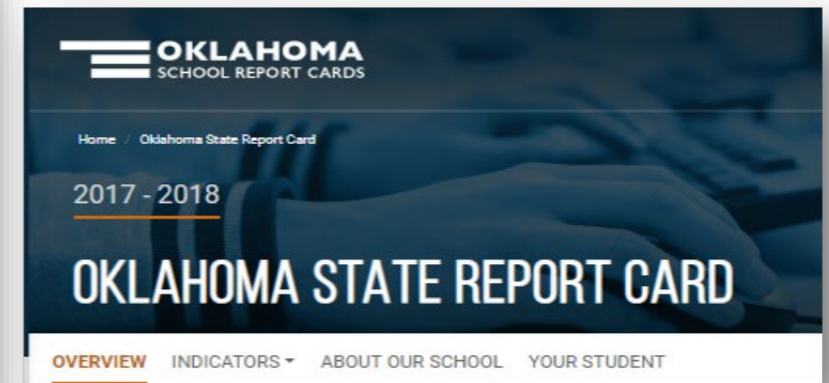 OKLAHOMA
SCHOOL REPORT CARDS
Home / Oklahoma State Report Card
2017 - 2018
OKLAHOMA STATE REPORT CARD
OVERVIEW INDICATORS ABOUT OUR SCHOOL YOUR STUDENT